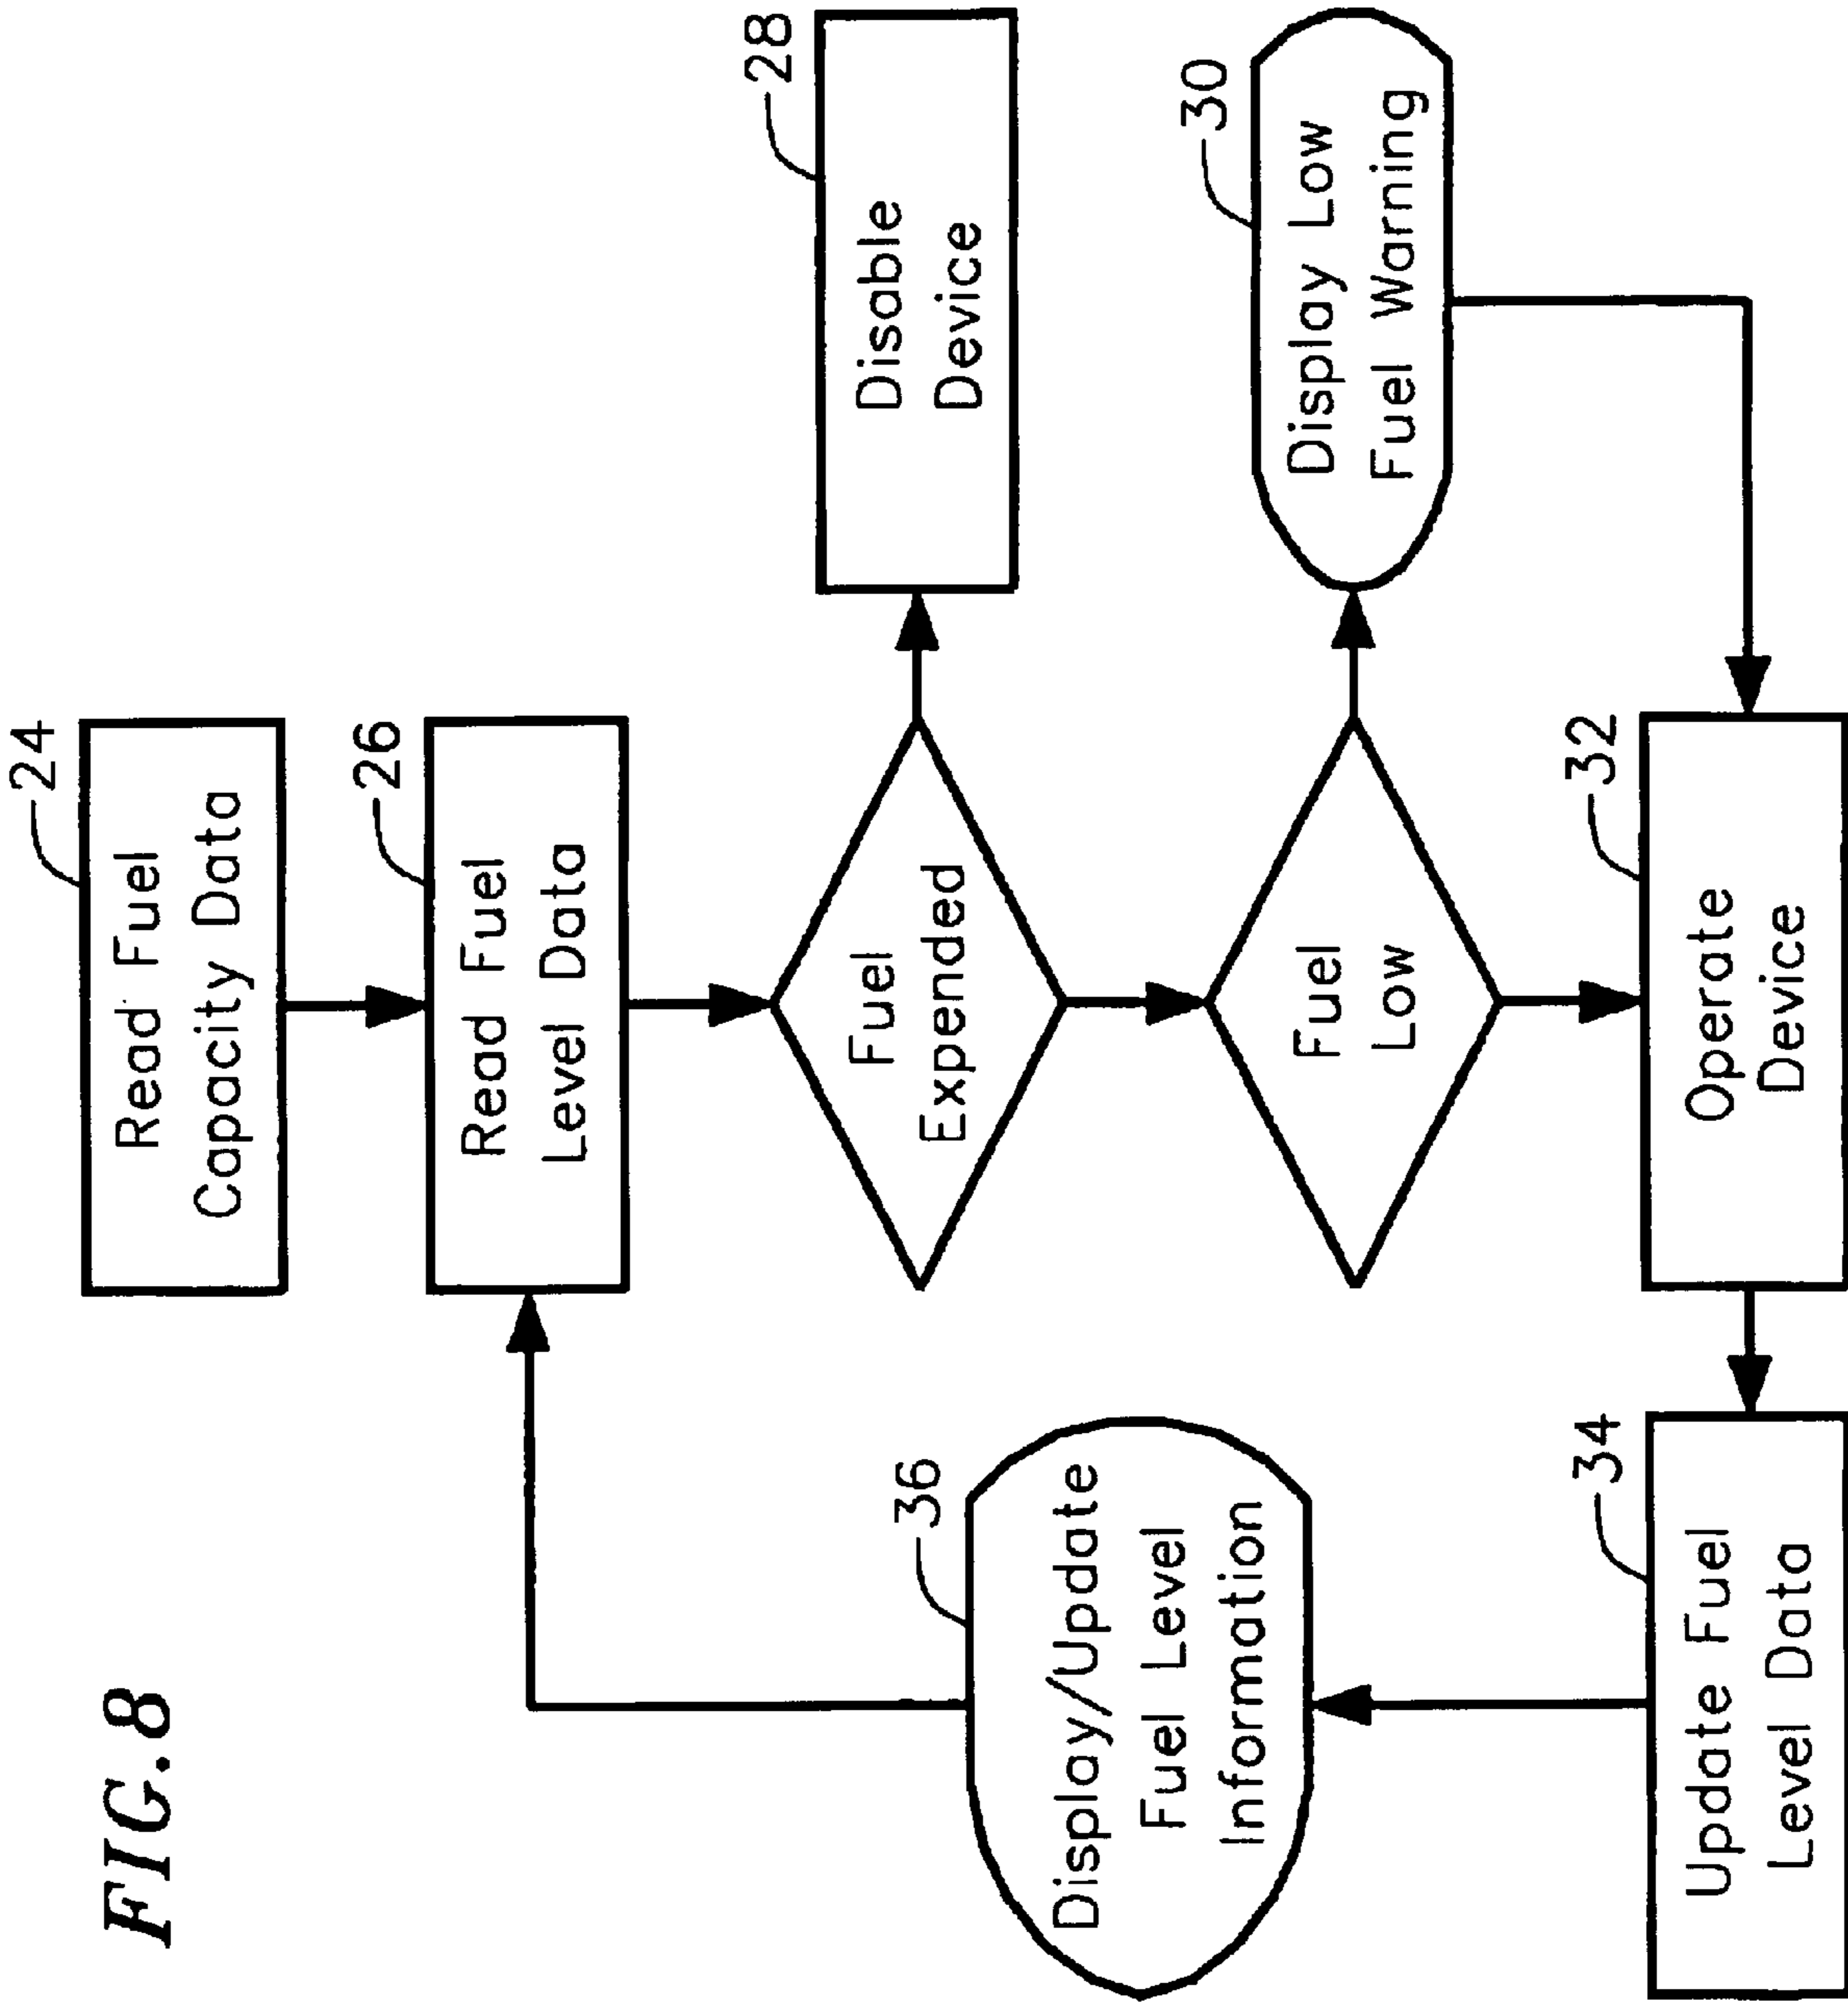 FIG.8
24
Read Fuel
Capacity Data
26
Read Fuel
Level Data
Fuel
Expended
28
Disable
Device
Fuel
Low
30
Display Low
Fuel Warning
32
Operate
Device
34
Update Fuel
Level Data
36
Display/Update
Fuel Level
Information